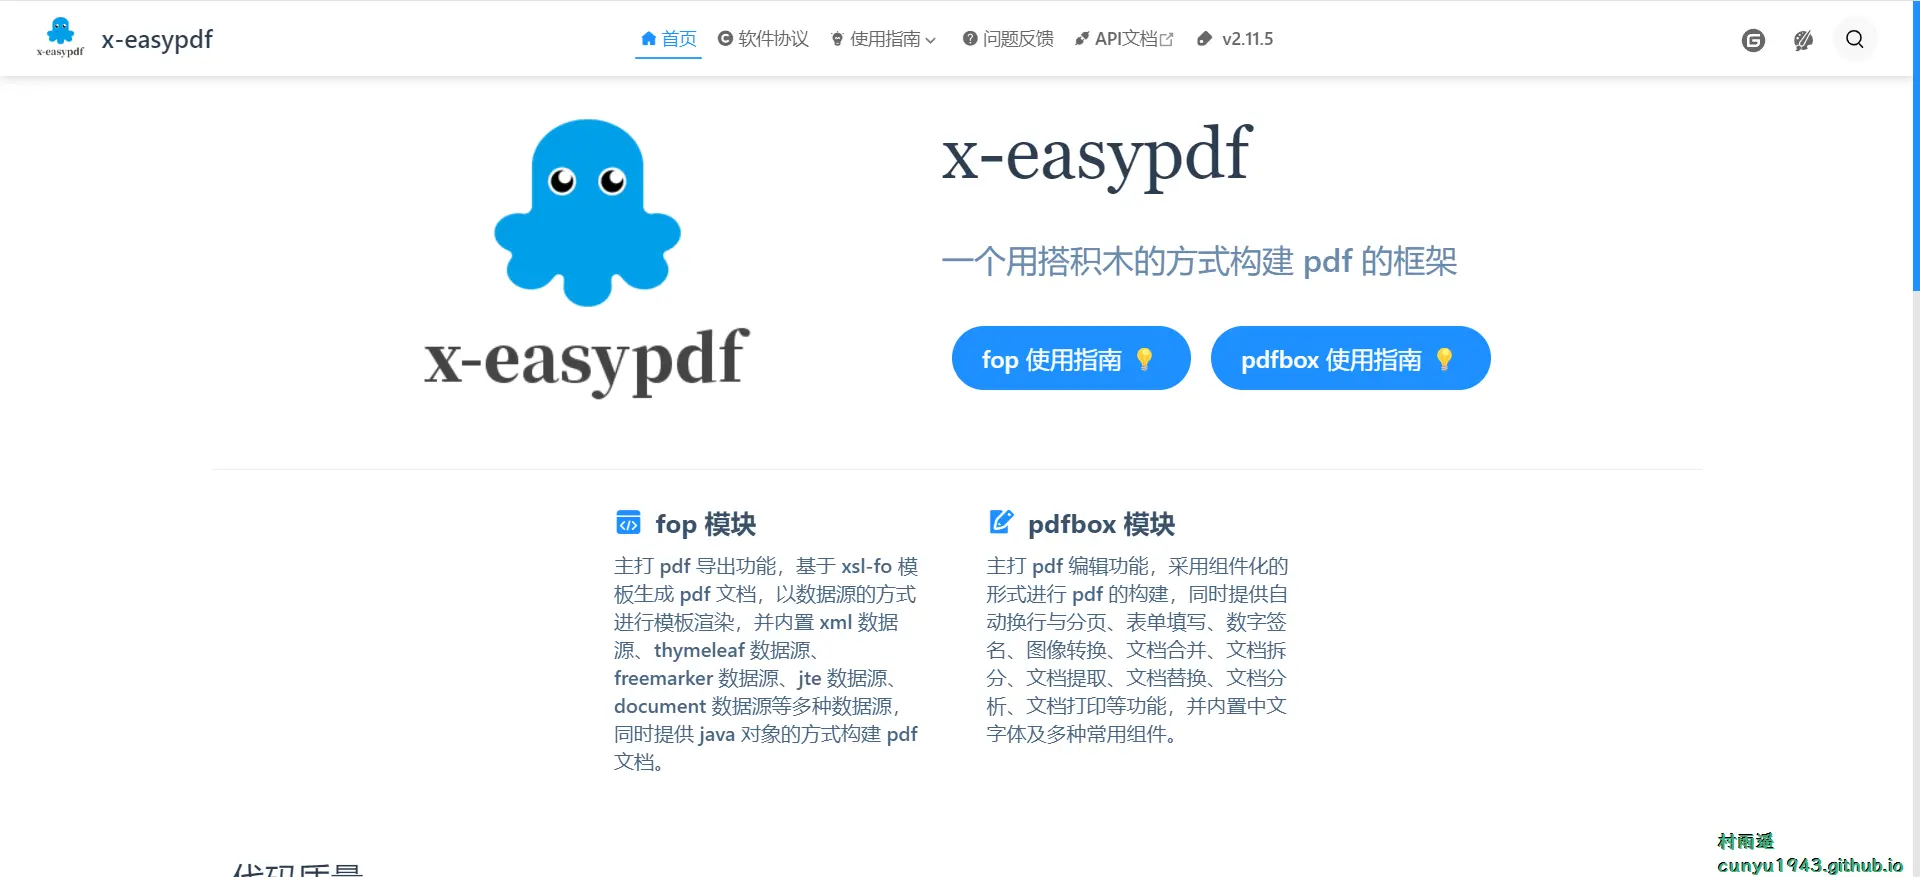 x-easypdf
x-easypdf
首页
软件协议
使用指南
问题反馈
API文档
v2.11.5
x-easypdf
x-easypdf
一个用搭积木的方式构建 pdf 的框架
fop 使用指南 💡
pdfbox 使用指南 💡
fop 模块
主打 pdf 导出功能，基于 xsl-fo 模
板生成 pdf 文档，以数据源的方式
进行模板渲染，并内置 xml 数据
源、thymeleaf 数据源、
freemarker 数据源、jte 数据源、
document 数据源等多种数据源，
同时提供 java 对象的方式构建 pdf
文档。
pdfbox 模块
主打 pdf 编辑功能，采用组件化的
形式进行 pdf 的构建，同时提供自
动换行与分页、表单填写、数字签
名、图像转换、文档合并、文档拆
分、文档提取、文档替换、文档分
析、文档打印等功能，并内置中文
字体及多种常用组件。
代码质量
村雨遥
cunyu1943.github.io